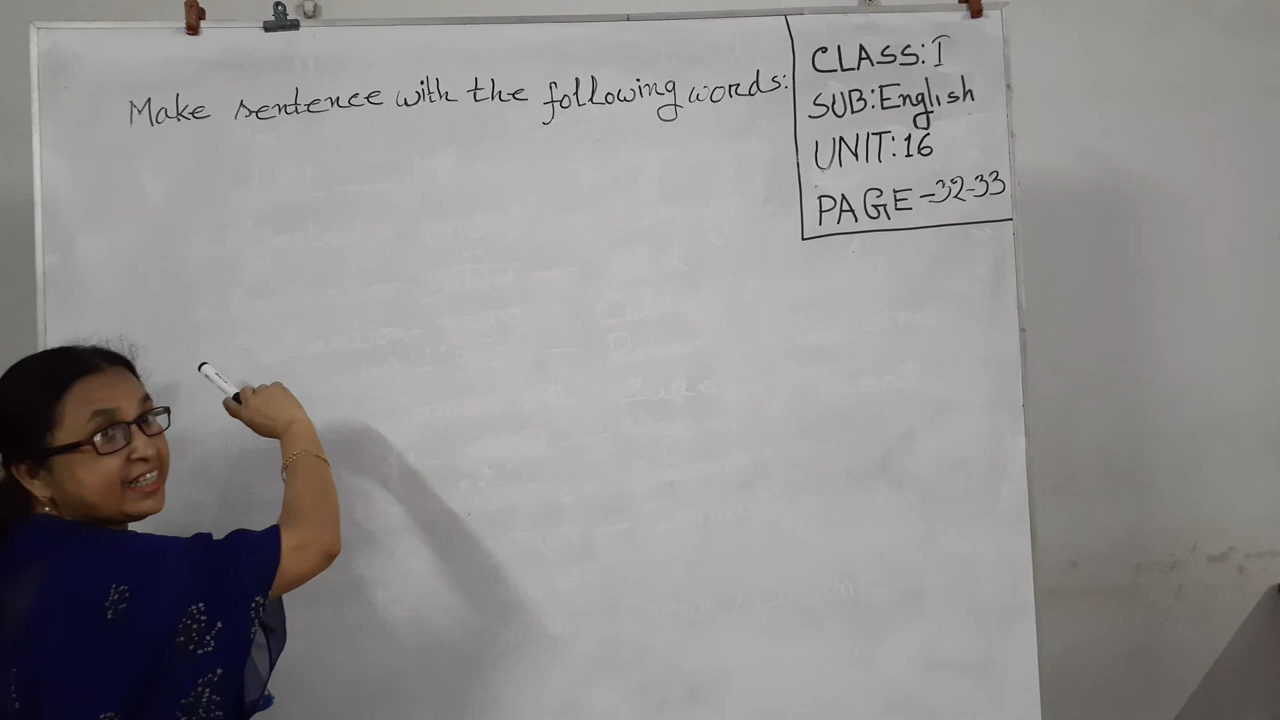 Make sentence with the following words:
CLASS: I
SUB: English
UNIT: 16
PAGE-32-33